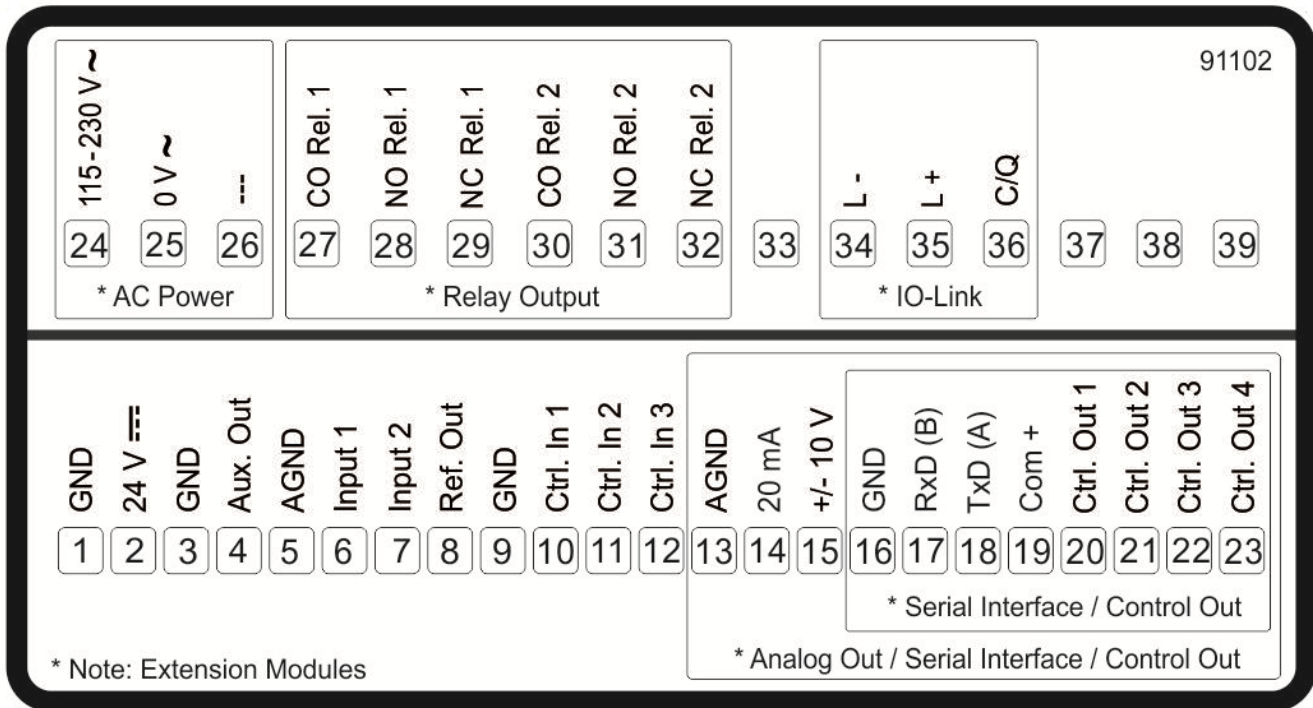 91102
115-230 V ~
0 V ~
---
CO Rel. 1
NO Rel. 1
NC Rel. 1
CO Rel. 2
NO Rel. 2
NC Rel. 2
L -
L +
C/Q
24 25 26 27 28 29 30 31 32 33 34 35 36 37 38 39
* AC Power
* Relay Output
* IO-Link
GND
24 V ⎓
GND
Aux. Out
AGND
Input 1
Input 2
Ref. Out
GND
Ctrl. In 1
Ctrl. In 2
Ctrl. In 3
AGND
20 mA
+/- 10 V
GND
RxD (B)
TxD (A)
Com +
Ctrl. Out 1
Ctrl. Out 2
Ctrl. Out 3
Ctrl. Out 4
1 2 3 4 5 6 7 8 9 10 11 12 13 14 15 16 17 18 19 20 21 22 23
* Serial Interface / Control Out
* Analog Out / Serial Interface / Control Out
* Note: Extension Modules